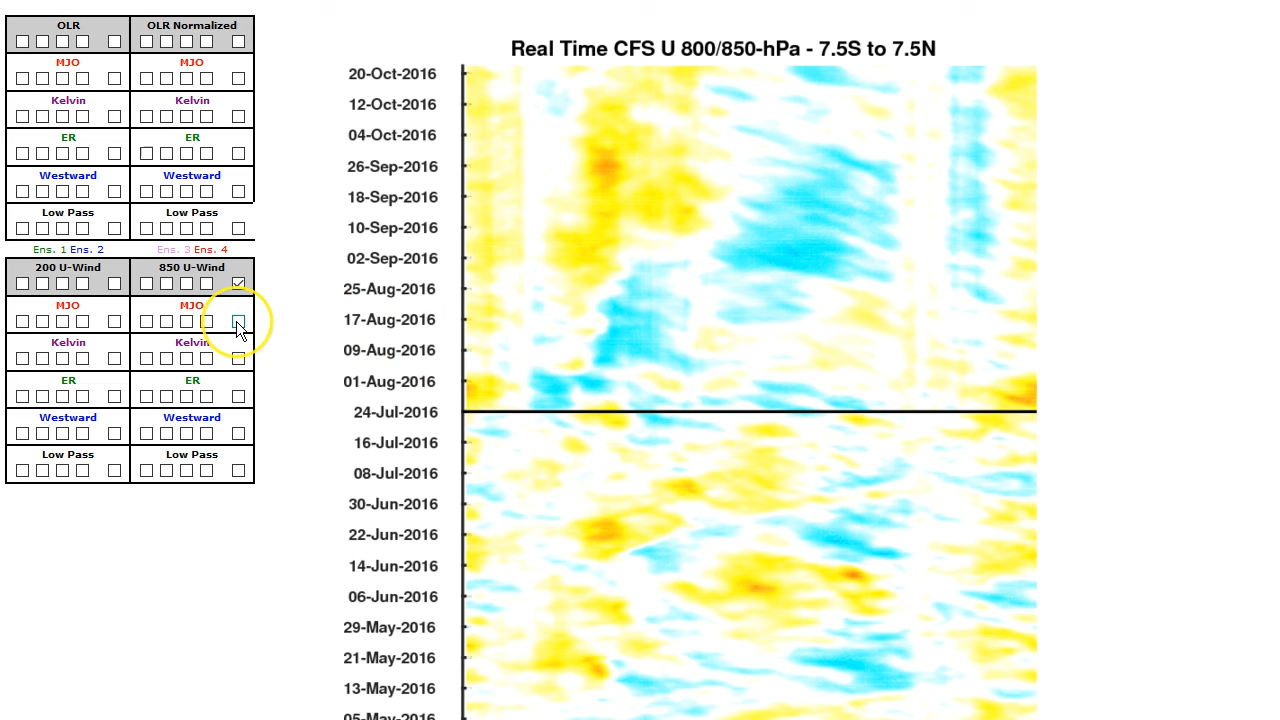 OLR OLR Normalized
MJO MJO
Kelvin Kelvin
ER ER
Westward Westward
Low Pass Low Pass
Ens. 1 Ens. 2 Ens. 3 Ens. 4
200 U-Wind 850 U-Wind
MJO MJO
Kelvin Kelvin
ER ER
Westward Westward
Low Pass Low Pass
Real Time CFS U 800/850-hPa - 7.5S to 7.5N
20-Oct-2016
12-Oct-2016
04-Oct-2016
26-Sep-2016
18-Sep-2016
10-Sep-2016
02-Sep-2016
25-Aug-2016
17-Aug-2016
09-Aug-2016
01-Aug-2016
24-Jul-2016
16-Jul-2016
08-Jul-2016
30-Jun-2016
22-Jun-2016
14-Jun-2016
06-Jun-2016
29-May-2016
21-May-2016
13-May-2016
05-May-2016